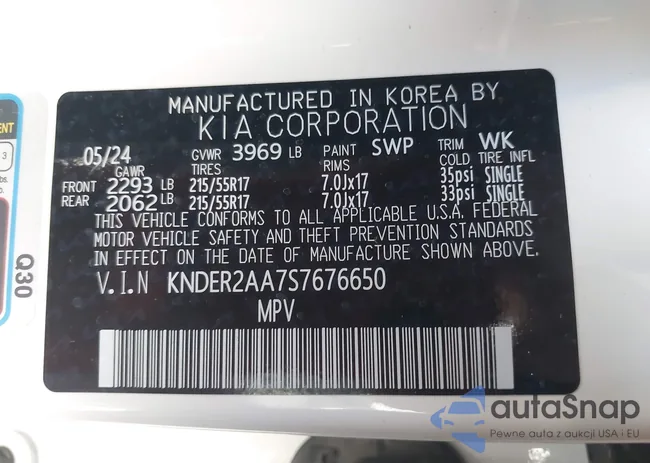 MANUFACTURED IN KOREA BY
KIA CORPORATION
05/24 GVWR 3969 LB PAINT SWP TRIM WK
GAWR TIRES RIMS COLD TIRE INFL
FRONT 2293 LB 215/55R17 7.0Jx17 35psi SINGLE
REAR 2062 LB 215/55R17 7.0Jx17 33psi SINGLE
THIS VEHICLE CONFORMS TO ALL APPLICABLE U.S.A. FEDERAL
MOTOR VEHICLE SAFETY AND THEFT PREVENTION STANDARDS
IN EFFECT ON THE DATE OF MANUFACTURE SHOWN ABOVE.
V.I.N KNDER2AA7S7676650
MPV
Q30
ENT
3
autaSnap
Pewne auta z aukcji USA i EU